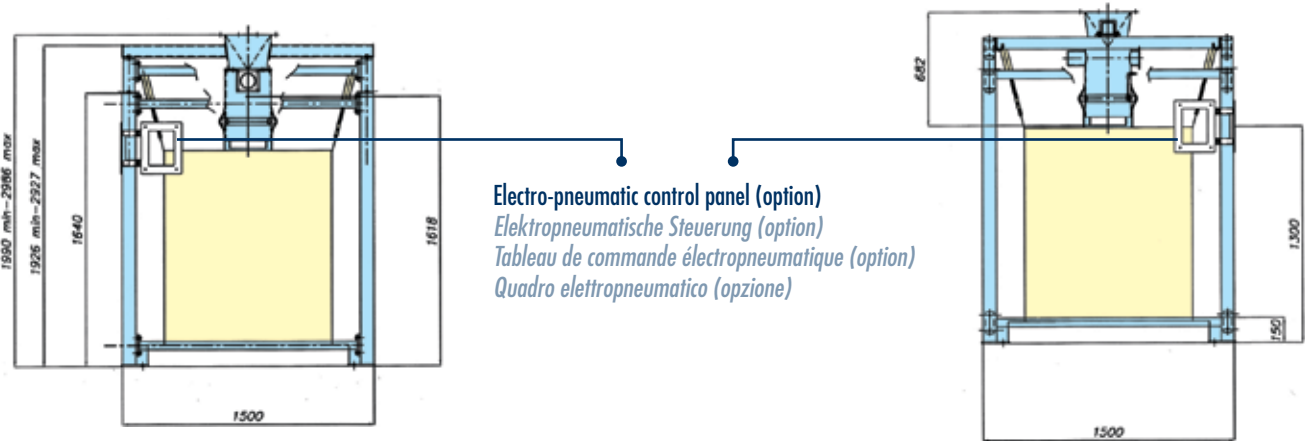 1990 min-2986 max
1926 min-2927 max
1640
1618
1500
Electro-pneumatic control panel (option)
Elektropneumatische Steuerung (option)
Tableau de commande électropneumatique (option)
Quadro elettropneumatico (opzione)
682
1300
150
1500